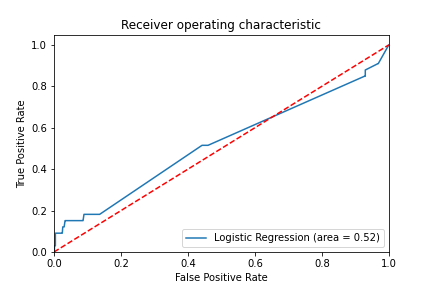 Receiver operating characteristic
1.0
0.8
0.6
0.4
0.2
0.0
True Positive Rate
Logistic Regression (area = 0.52)
0.0 0.2 0.4 0.6 0.8 1.0
False Positive Rate